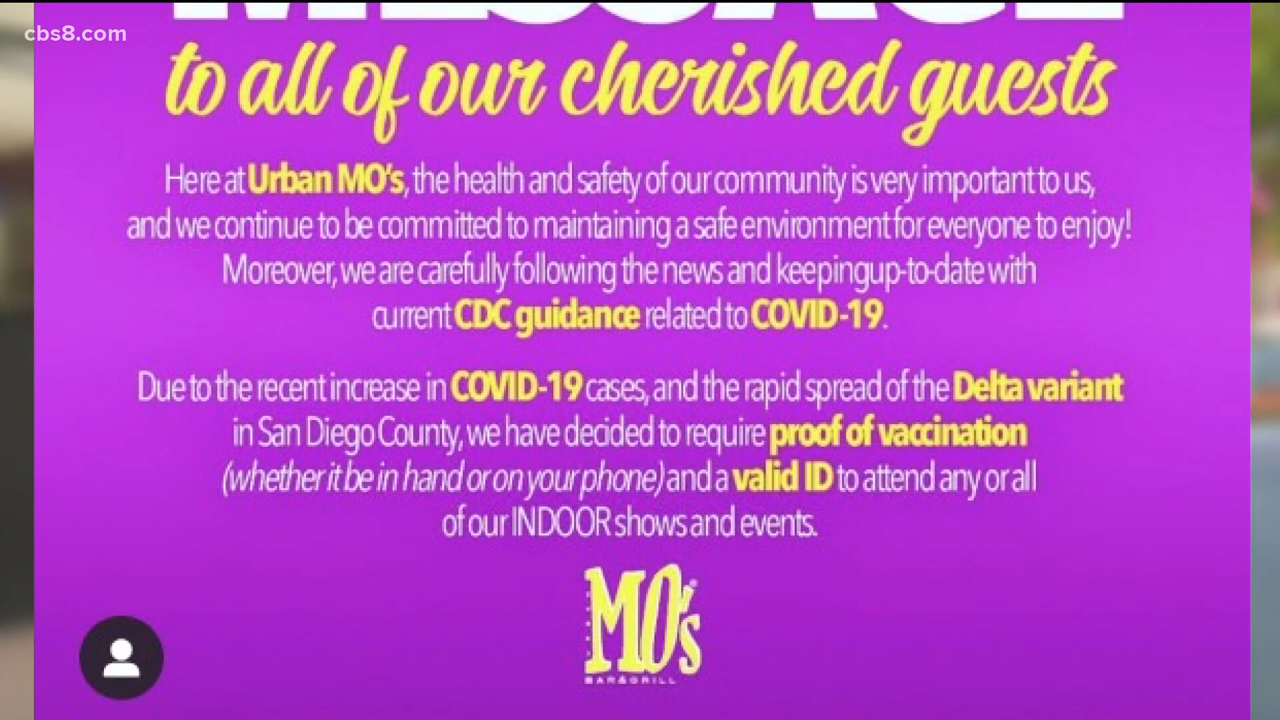 cbs8.com
MESSAGE
to all of our cherished guests
Here at Urban MO's, the health and safety of our community is very important to us,
and we continue to be committed to maintaining a safe environment for everyone to enjoy!
Moreover, we are carefully following the news and keepingup-to-date with
current CDC guidance related to COVID-19.
Due to the recent increase in COVID-19 cases, and the rapid spread of the Delta variant
in San Diego County, we have decided to require proof of vaccination
(whether it be in hand or on your phone) and a valid ID to attend any or all
of our INDOOR shows and events.
MO's
BAR&GRILL